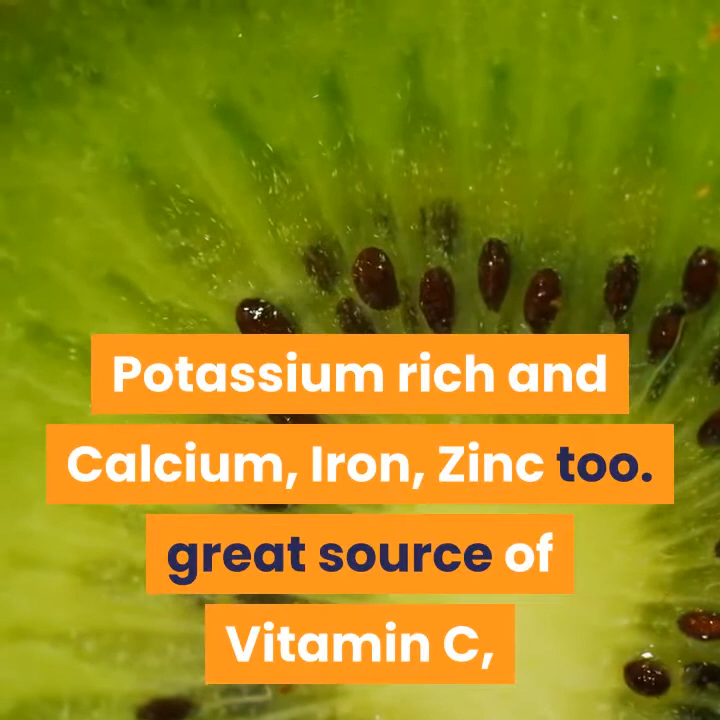 Potassium rich and
Calcium, Iron, Zinc too.
great source of
Vitamin C,